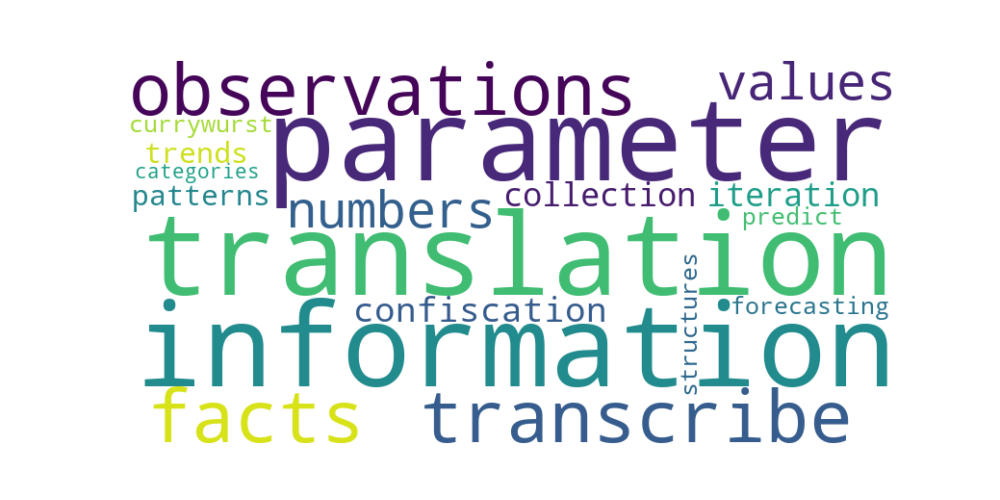 observations
values
parameter
currywurst
trends
categories
patterns
numbers
collection
iteration
predict
translation
structures
confiscation
forecasting
information
facts
transcribe